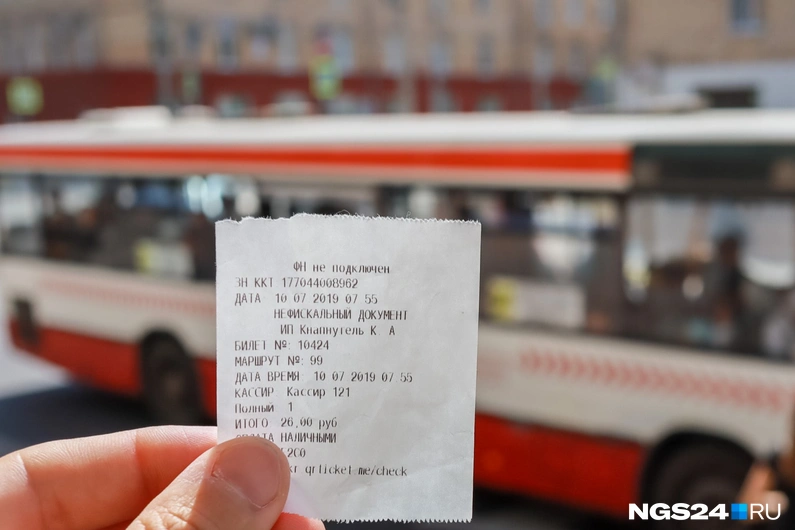 ФН не подключен
ЗН ККТ 177044008962
ДАТА 10 07 2019 07 55
НЕФИСКАЛЬНЫЙ ДОКУМЕНТ
ИП Кнапнугель К. А
БИЛЕТ №: 10424
МАРШРУТ №: 99
ДАТА ВРЕМЯ: 10 07 2019 07 55
КАССИР Кассир 121
Полный 1
ИТОГО 26,00 руб
НАЛИЧНЫМИ
qrticket me/check
NGS24.RU